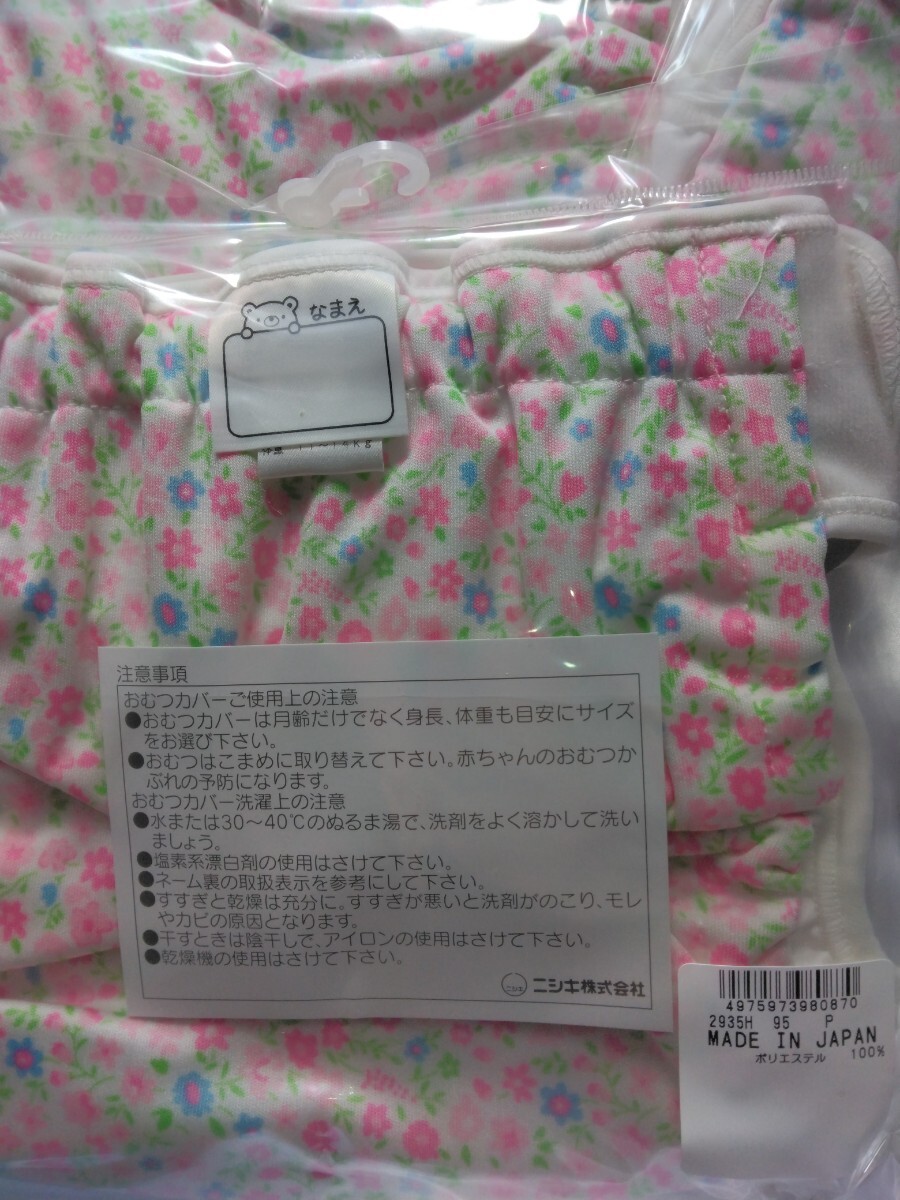 なまえ
体重 11〜14Kg
注意事項
おむつカバーご使用上の注意
●おむつカバーは月齢だけでなく身長、体重も目安にサイズ
をお選び下さい。
●おむつはこまめに取り替えて下さい。赤ちゃんのおむつか
ぶれの予防になります。
おむつカバー洗濯上の注意
●水または30〜40℃のぬるま湯で、洗剤をよく溶かして洗い
ましょう。
●塩素系漂白剤の使用はさけて下さい。
●ネーム裏の取扱表示を参考にして下さい。
●すすぎと乾燥は充分に。すすぎが悪いと洗剤がのこり、モレ
やカビの原因となります。
●干すときは陰干しで、アイロンの使用はさけて下さい。
●乾燥機の使用はさけて下さい。
ニシキ ニシキ株式会社
4975973980870
2935H 95 P
MADE IN JAPAN
ポリエステル 100%